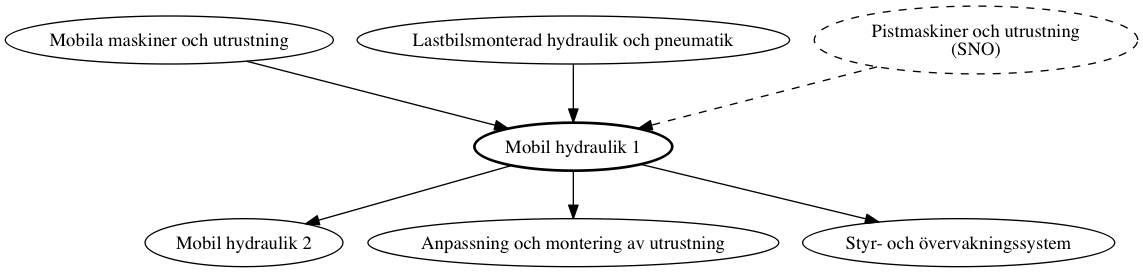 Mobila maskiner och utrustning
Lastbilsmonterad hydraulik och pneumatik
Pistmaskiner och utrustning
(SNO)
Mobil hydraulik 1
Mobil hydraulik 2
Anpassning och montering av utrustning
Styr- och övervakningssystem